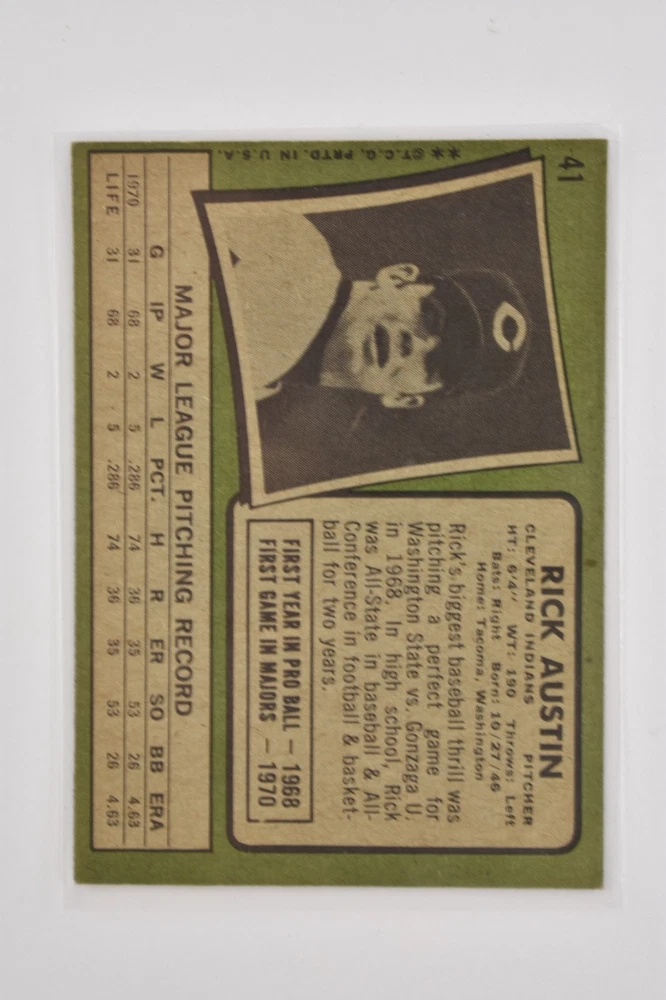 41
**©T.C.G. PRTD. IN U.S.A.
C
RICK AUSTIN
CLEVELAND INDIANS PITCHER
HT: 6'4" WT: 190 Throws: Left
Bats: Right Born: 10/27/46
Home: Tacoma, Washington
Rick's biggest baseball thrill was
pitching a perfect game for
Washington State vs. Gonzaga U.
in 1968. In high school, Rick
was All-State in baseball & All-
Conference in football & basket-
ball for two years.
FIRST YEAR IN PRO BALL — 1968
FIRST GAME IN MAJORS — 1970
MAJOR LEAGUE PITCHING RECORD
G IP W L PCT. H R ER SO BB ERA
1970 31 68 2 5 .286 74 36 35 53 26 4.63
LIFE 31 68 2 5 .286 74 36 35 53 26 4.63